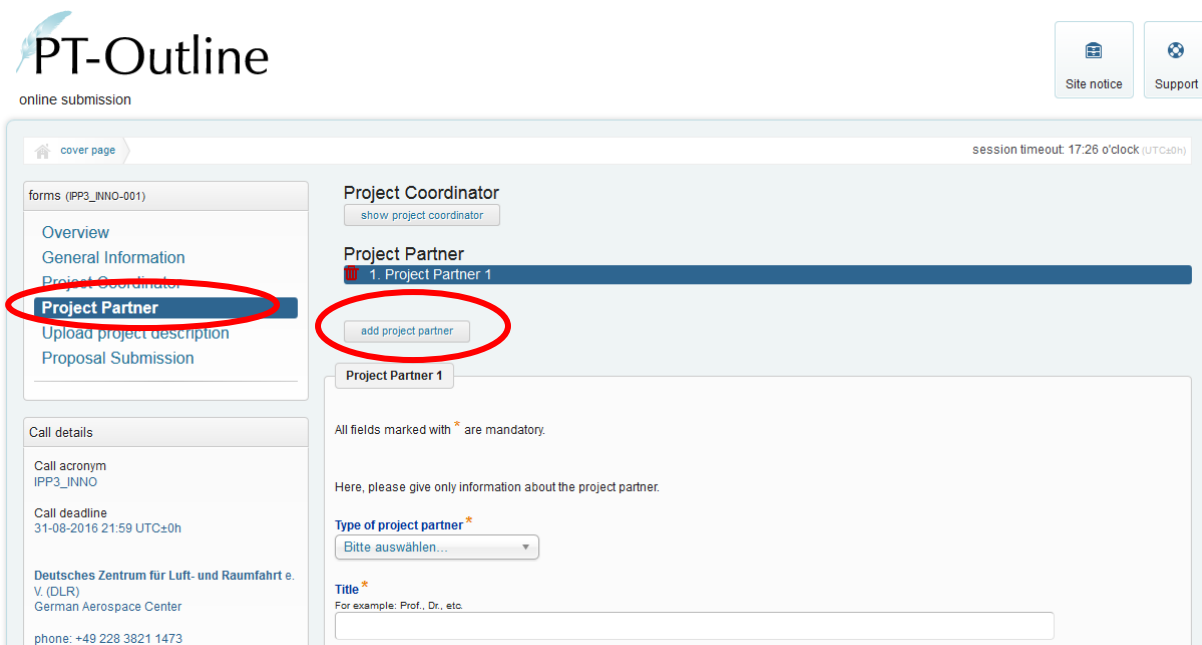 PT-Outline
online submission
Site notice
Support
cover page
session timeout: 17:26 o'clock (UTC±0h)
forms (IPP3_INNO-001)
Overview
General Information
Project Coordinator
Project Partner
Upload project description
Proposal Submission
Call details
Call acronym
IPP3_INNO
Call deadline
31-08-2016 21:59 UTC±0h
Deutsches Zentrum für Luft- und Raumfahrt e.
V. (DLR)
German Aerospace Center
phone: +49 228 3821 1473
Project Coordinator
show project coordinator
Project Partner
1. Project Partner 1
add project partner
Project Partner 1
All fields marked with * are mandatory.
Here, please give only information about the project partner.
Type of project partner *
Bitte auswählen...
Title *
For example: Prof., Dr., etc.